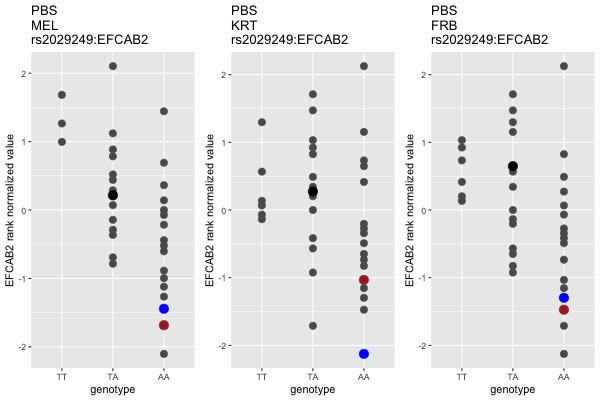 PBS
MEL
rs2029249:EFCAB2
EFCAB2 rank normalized value
2
1
0
-1
-2
TT
TA
AA
genotype
PBS
KRT
rs2029249:EFCAB2
EFCAB2 rank normalized value
2
1
0
-1
-2
TT
TA
AA
genotype
PBS
FRB
rs2029249:EFCAB2
EFCAB2 rank normalized value
2
1
0
-1
-2
TT
TA
AA
genotype